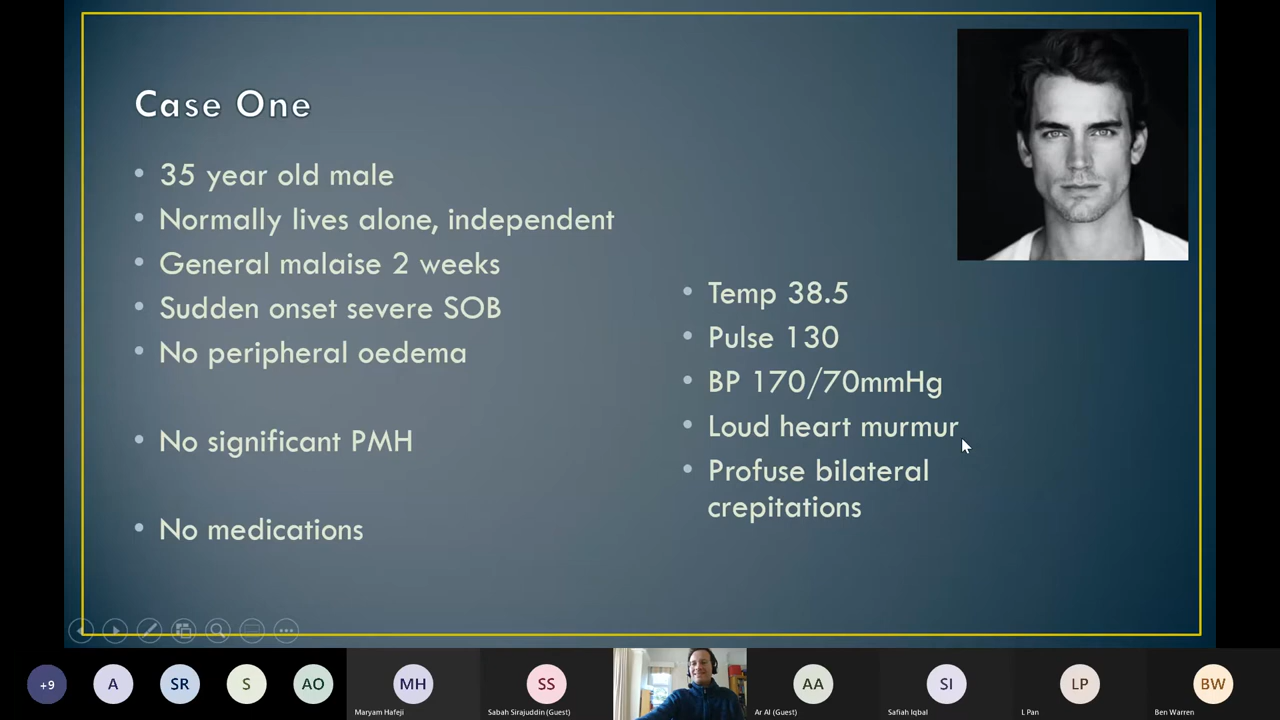 Case One
35 year old male
Normally lives alone, independent
General malaise 2 weeks
Sudden onset severe SOB
No peripheral oedema
No significant PMH
No medications
Temp 38.5
Pulse 130
BP 170/70mmHg
Loud heart murmur
Profuse bilateral
crepitations
+9
A
SR
S
AO
MH
Maryam Hafeji
SS
Sabah Sirajuddin (Guest)
AA
Ar Al (Guest)
SI
Safiah Iqbal
LP
L Pan
BW
Ben Warren